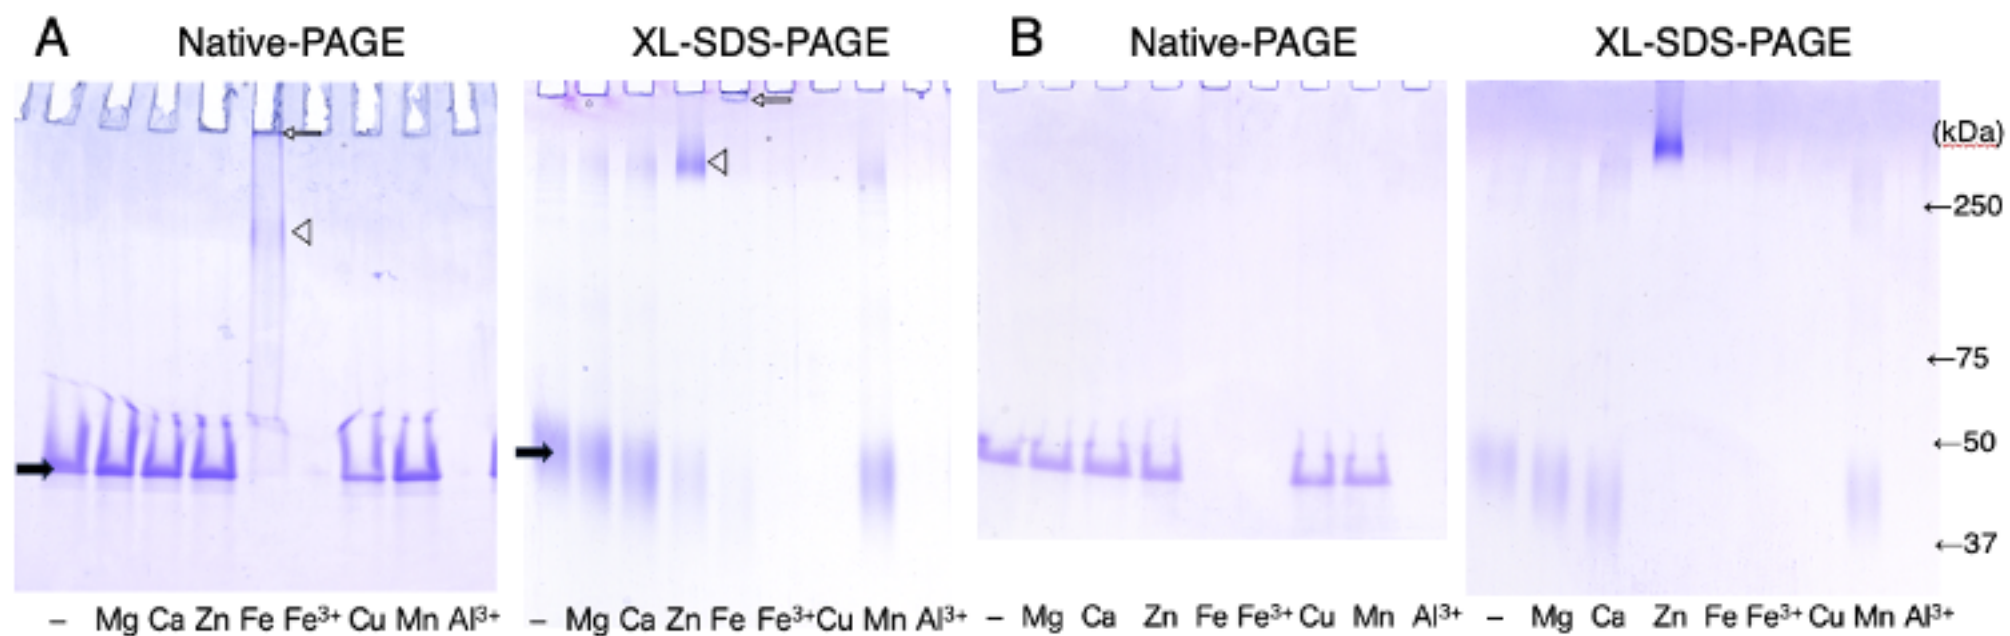 A Native-PAGE XL-SDS-PAGE B Native-PAGE XL-SDS-PAGE
(kDa)
←250
←75
←50
←37
– Mg Ca Zn Fe Fe³⁺ Cu Mn Al³⁺
– Mg Ca Zn Fe Fe³⁺Cu Mn Al³⁺
– Mg Ca Zn Fe Fe³⁺ Cu Mn Al³⁺
– Mg Ca Zn Fe Fe³⁺ Cu Mn Al³⁺